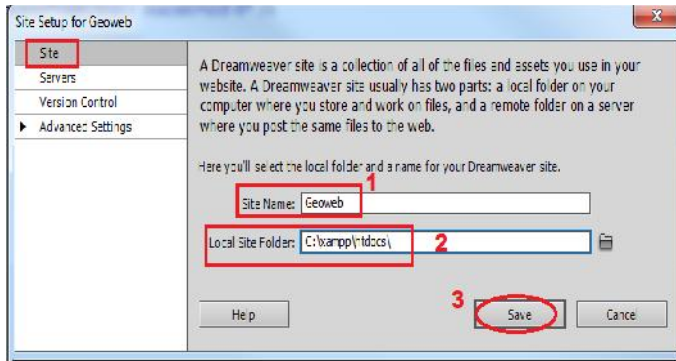 Site Setup for Geoweb
X
Site
Servers
Version Control
Advanced Settings
A Dreamweaver site is a collection of all of the files and assets you use in your
website. A Dreamweaver site usually has two parts: a local folder on your
computer where you store and work on files, and a remote folder on a server
where you post the same files to the web.
Here you'll select the local folder and a name for your Dreamweaver site.
1
Site Name: Geoweb
Local Site Folder: C:\xampp\htdocs\ 2
3
Help Save Cancel